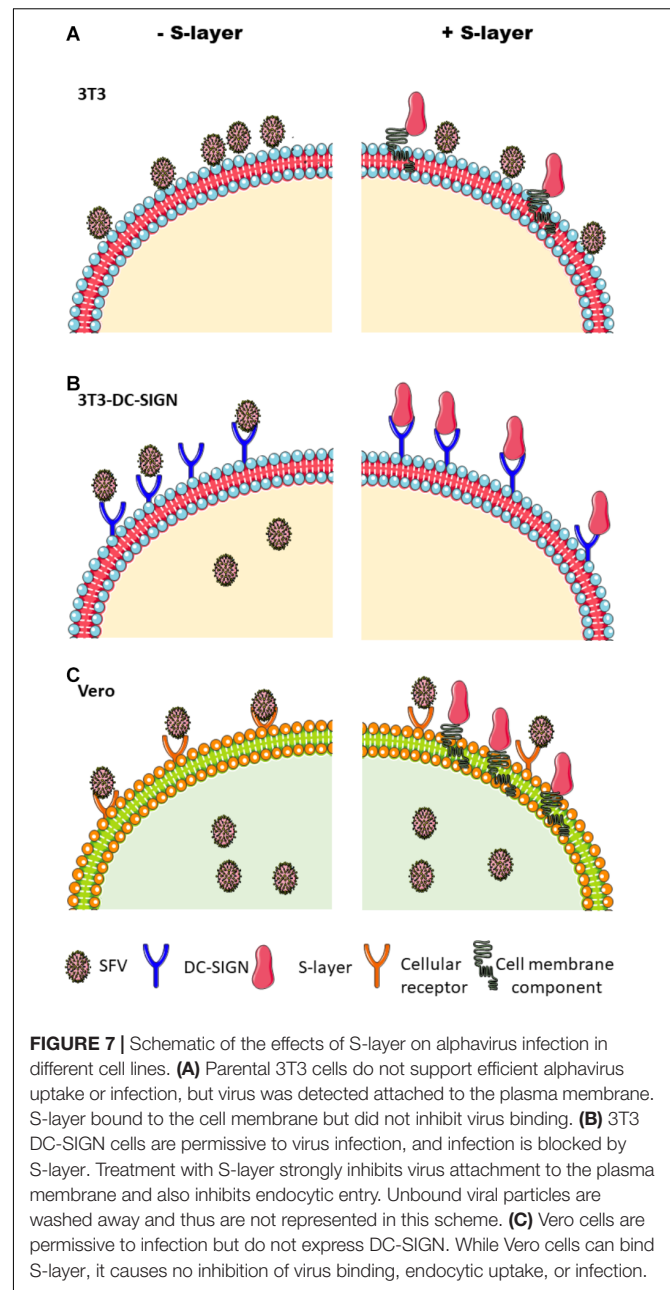 A
- S-layer
+ S-layer
3T3
B
3T3-DC-SIGN
C
Vero
SFV
DC-SIGN
S-layer
Cellular
receptor
Cell membrane
component
FIGURE 7 | Schematic of the effects of S-layer on alphavirus infection in
different cell lines. (A) Parental 3T3 cells do not support efficient alphavirus
uptake or infection, but virus was detected attached to the plasma membrane.
S-layer bound to the cell membrane but did not inhibit virus binding. (B) 3T3
DC-SIGN cells are permissive to virus infection, and infection is blocked by
S-layer. Treatment with S-layer strongly inhibits virus attachment to the plasma
membrane and also inhibits endocytic entry. Unbound viral particles are
washed away and thus are not represented in this scheme. (C) Vero cells are
permissive to infection but do not express DC-SIGN. While Vero cells can bind
S-layer, it causes no inhibition of virus binding, endocytic uptake, or infection.